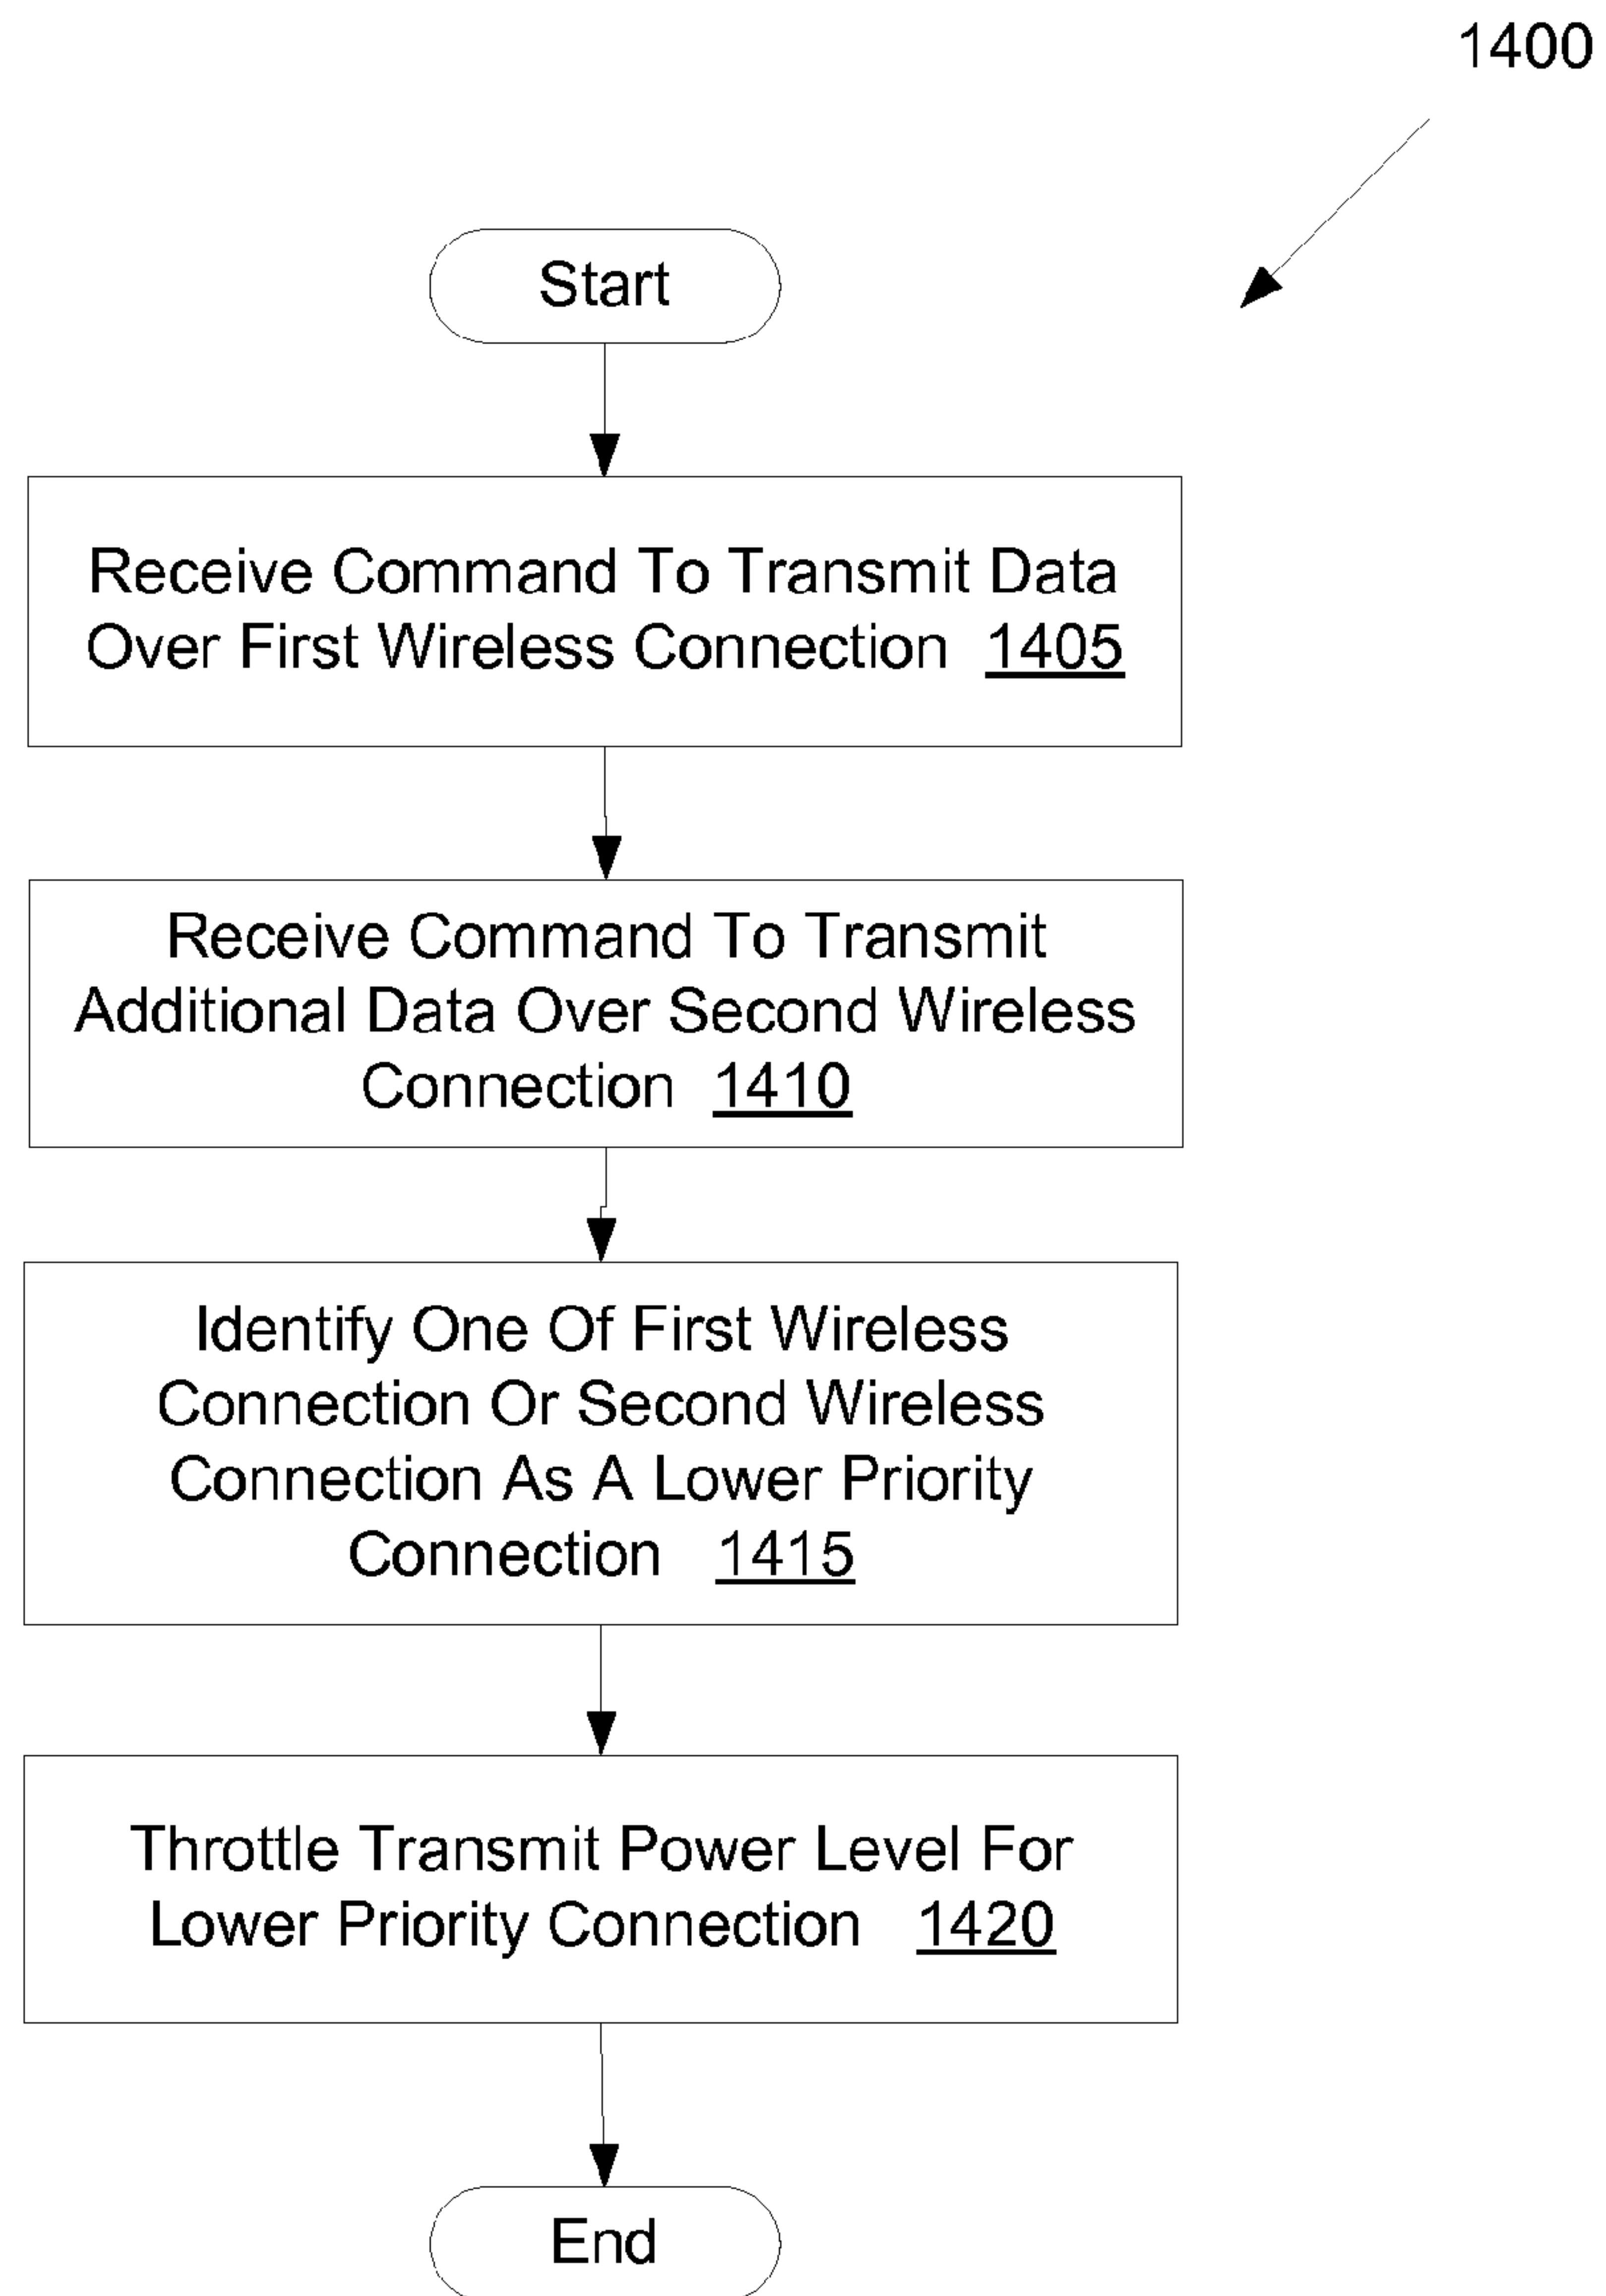 1400
Start
Receive Command To Transmit Data
Over First Wireless Connection 1405
Receive Command To Transmit
Additional Data Over Second Wireless
Connection 1410
Identify One Of First Wireless
Connection Or Second Wireless
Connection As A Lower Priority
Connection 1415
Throttle Transmit Power Level For
Lower Priority Connection 1420
End